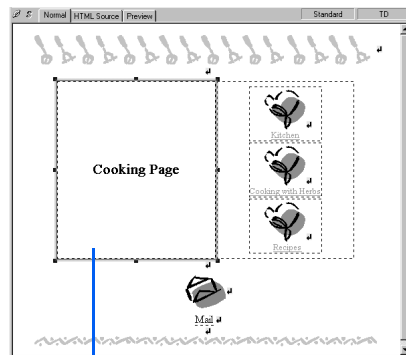 Normal HTML Source Preview Standard TD
Kitchen
Cooking Page
Cooking with Herbs
Recipes
Mail